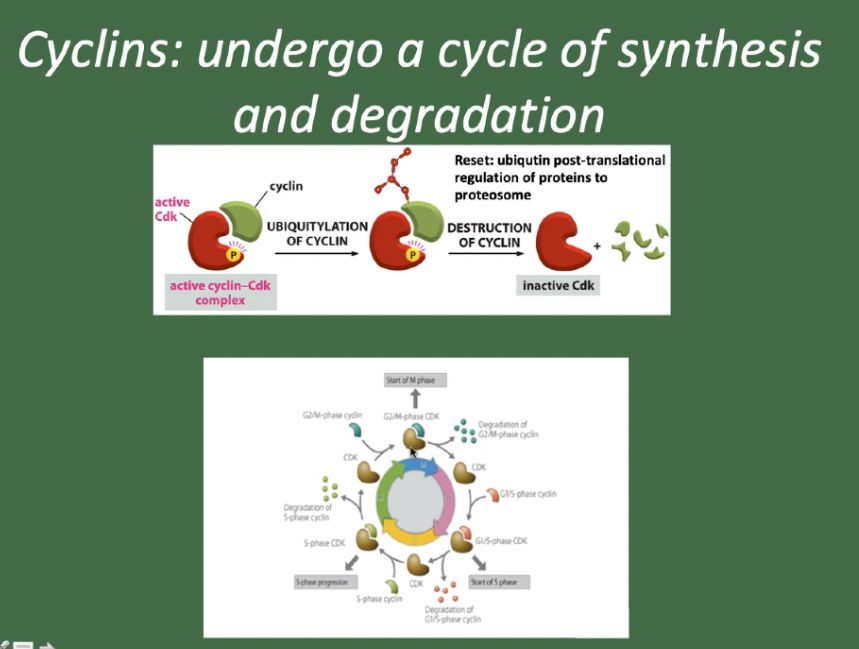 Cyclins: undergo a cycle of synthesis
and degradation
Reset: ubiqutin post-translational
regulation of proteins to
proteosome
cyclin
active
Cdk
UBIQUITYLATION
OF CYCLIN
DESTRUCTION
OF CYCLIN
P
P
+
active cyclin–Cdk
complex
inactive Cdk
Start of M phase
G2/M-phase cyclin
G2/M-phase CDK
Degradation of
G2/M-phase cyclin
CDK
M
CDK
G1/S-phase cyclin
Degradation of
S-phase cyclin
S-phase CDK
G1/S-phase CDK
S-phase progression
CDK
Start of S phase
S-phase cyclin
Degradation of
G1/S-phase cyclin